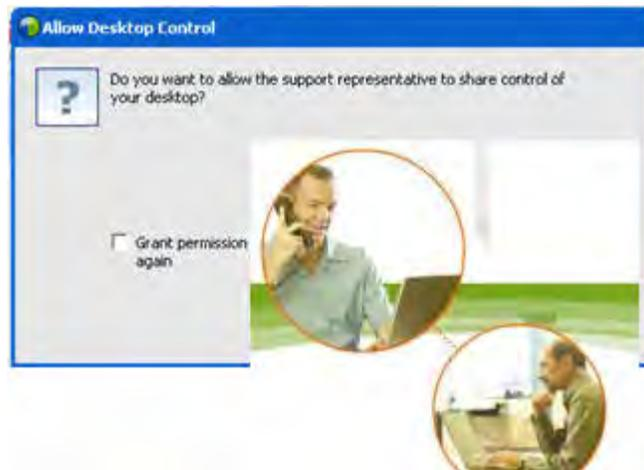 Allow Desktop Control
Do you want to allow the support representative to share control of
your desktop?
Grant permission
again